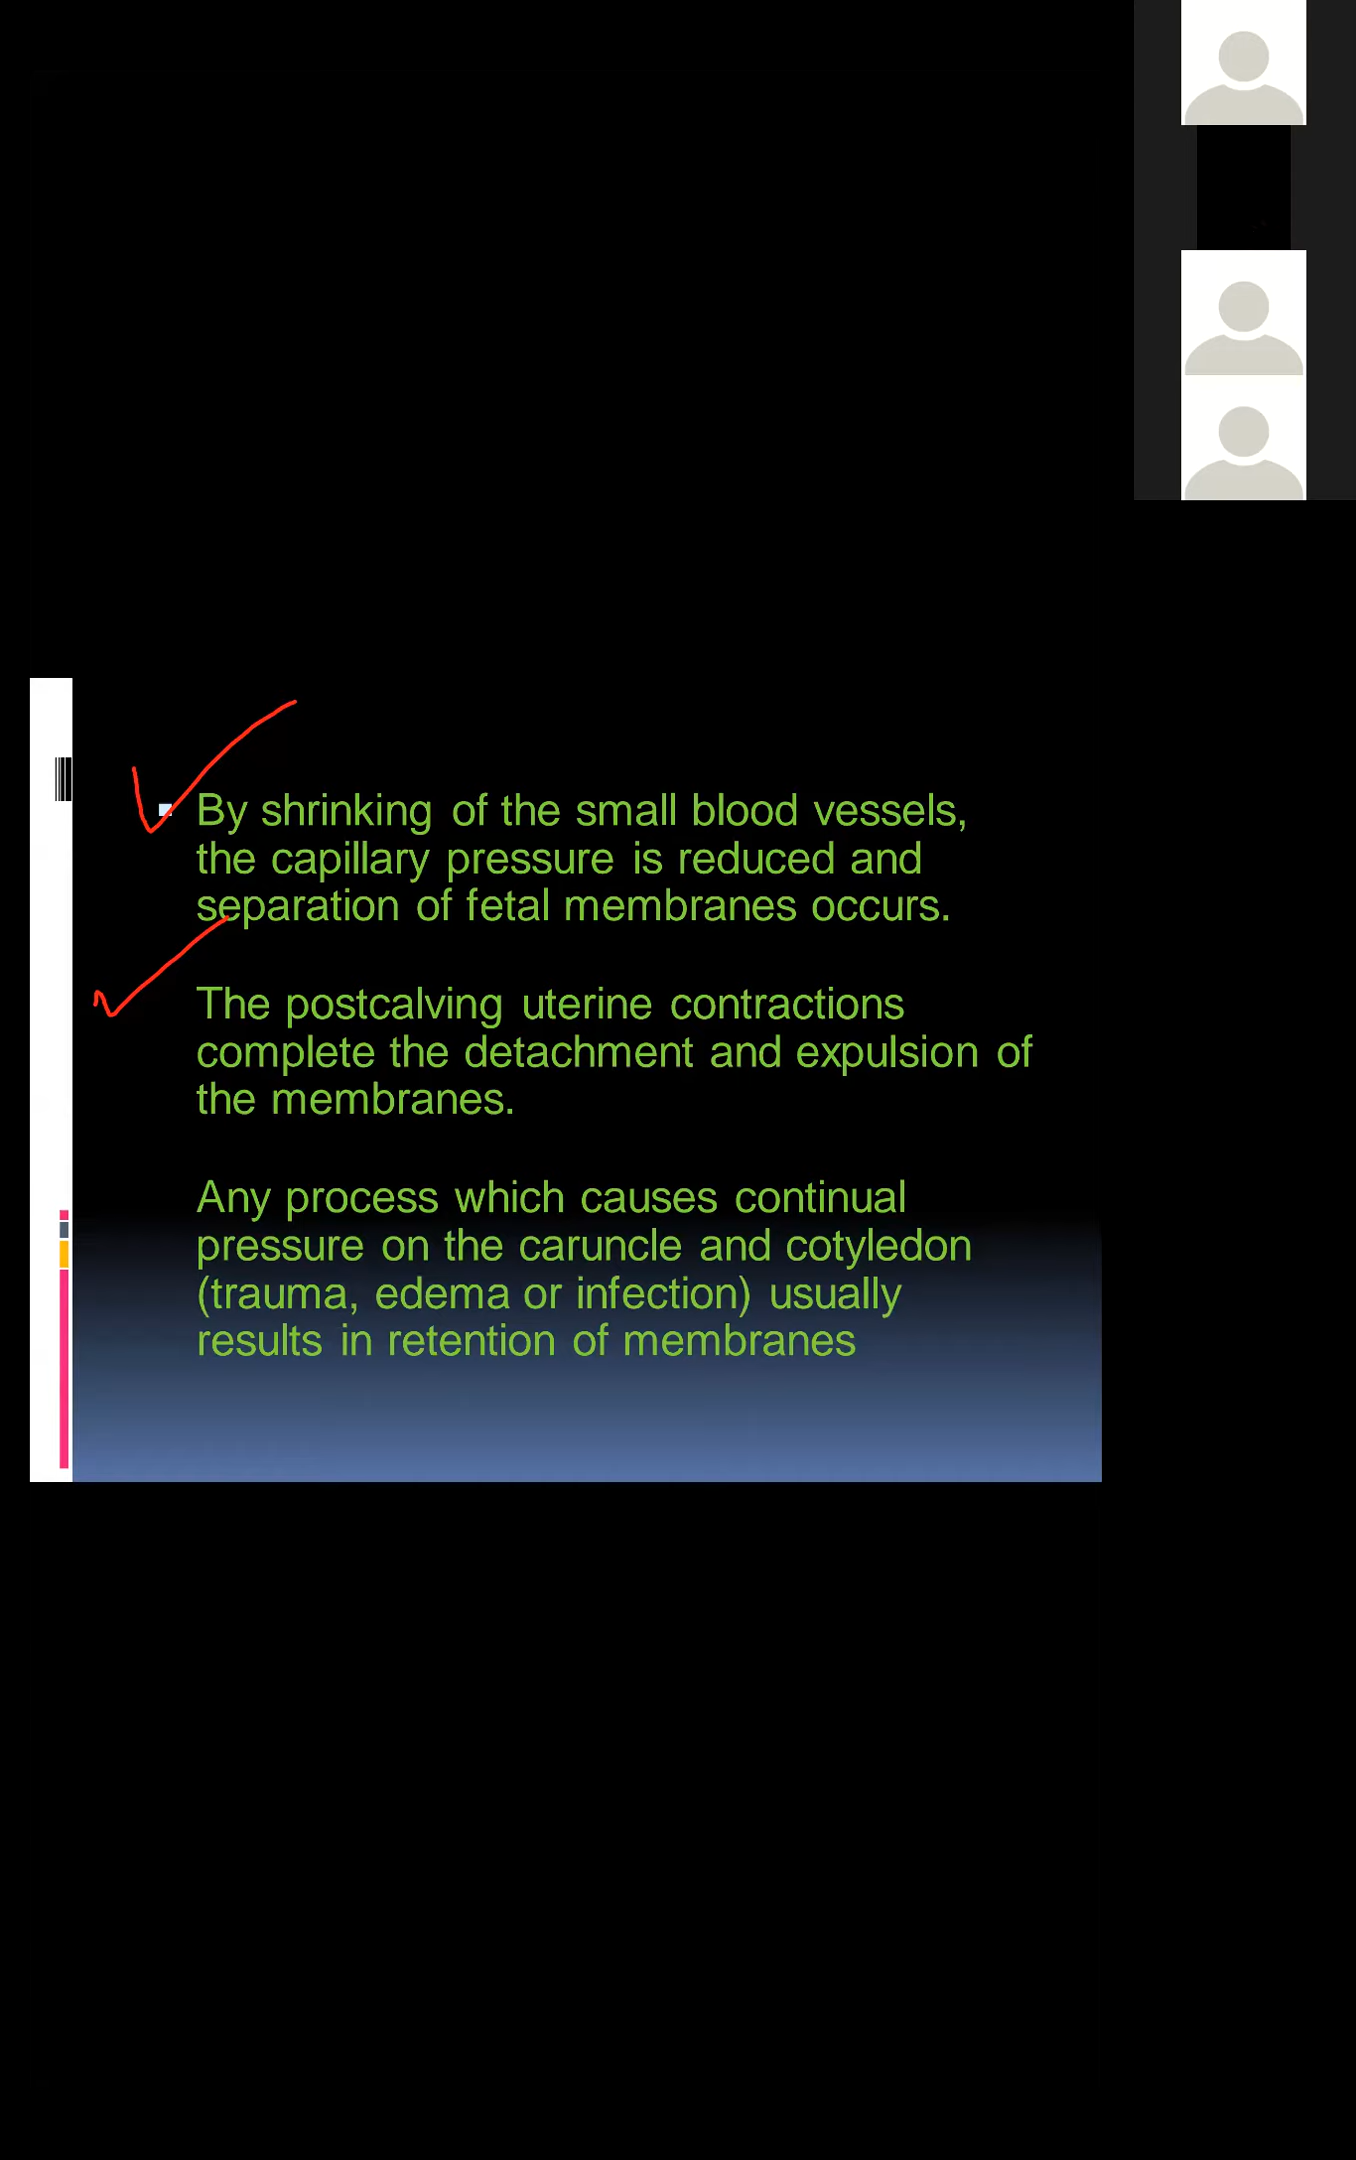 By shrinking of the small blood vessels,
the capillary pressure is reduced and
separation of fetal membranes occurs.
The postcalving uterine contractions
complete the detachment and expulsion of
the membranes.
Any process which causes continual
pressure on the caruncle and cotyledon
(trauma, edema or infection) usually
results in retention of membranes